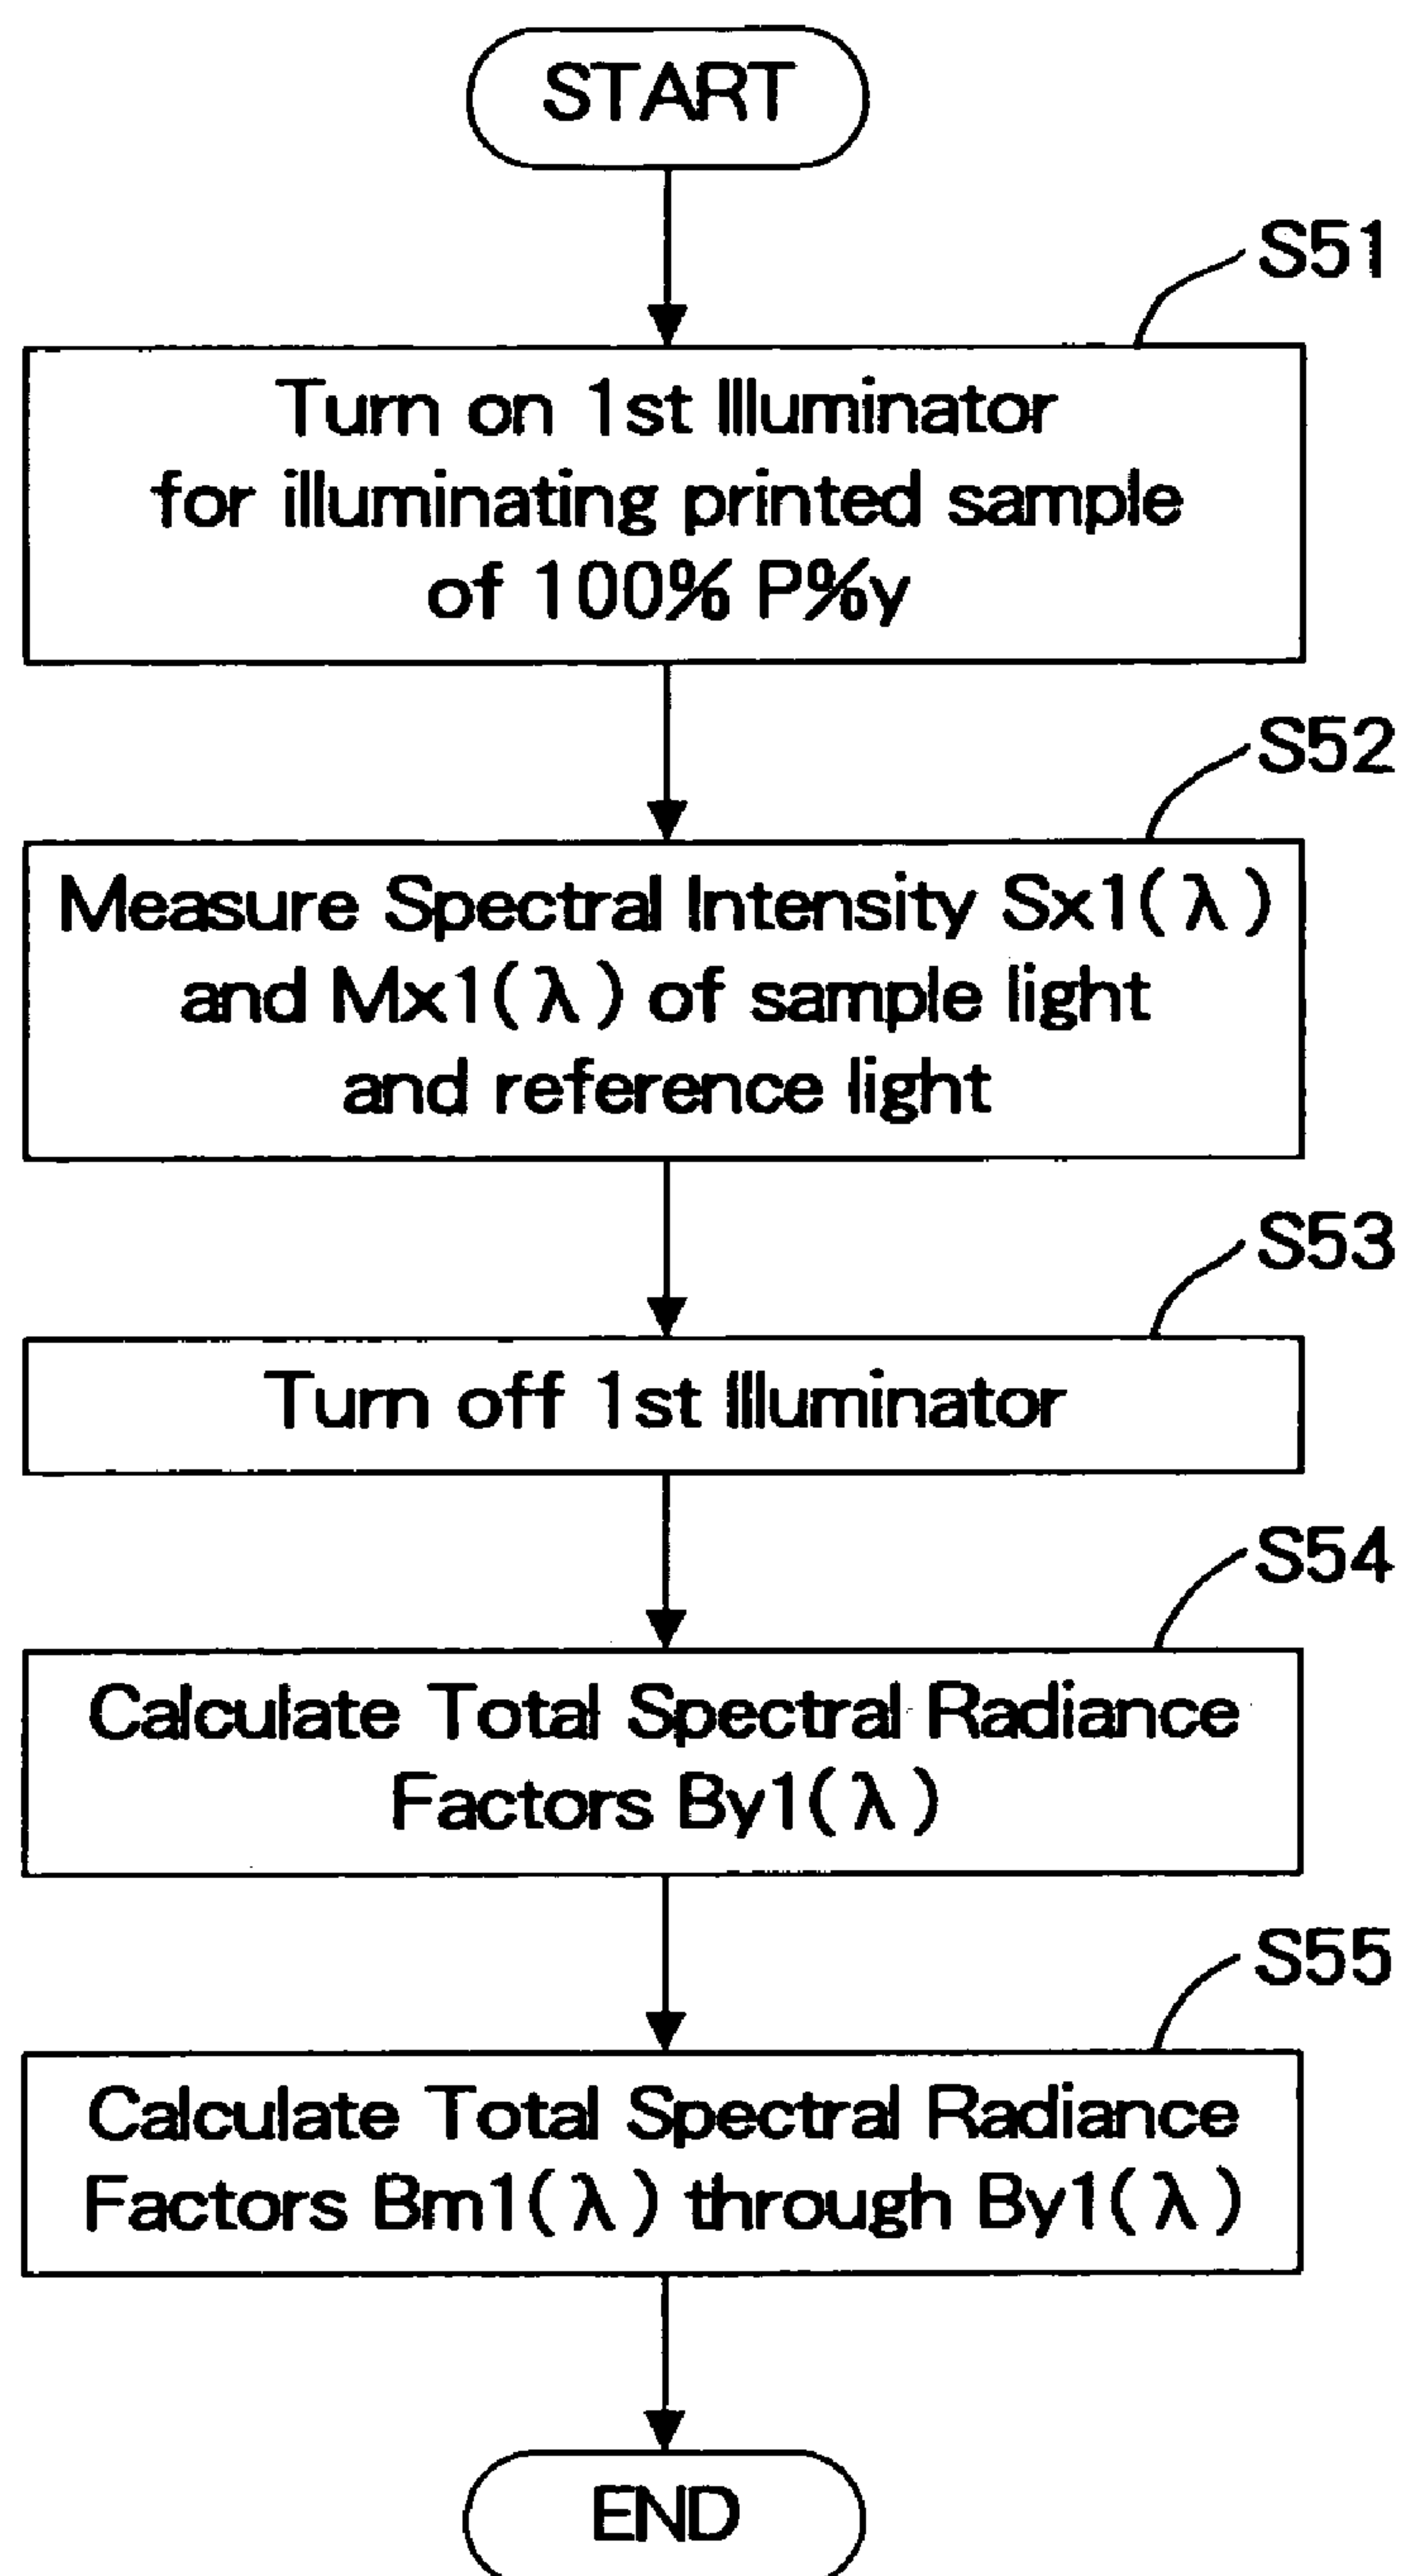 START
S51
Turn on 1st Illuminator
for illuminating printed sample
of 100% P%y
S52
Measure Spectral Intensity Sx1(λ)
and Mx1(λ) of sample light
and reference light
S53
Turn off 1st Illuminator
S54
Calculate Total Spectral Radiance
Factors By1(λ)
S55
Calculate Total Spectral Radiance
Factors Bm1(λ) through By1(λ)
END